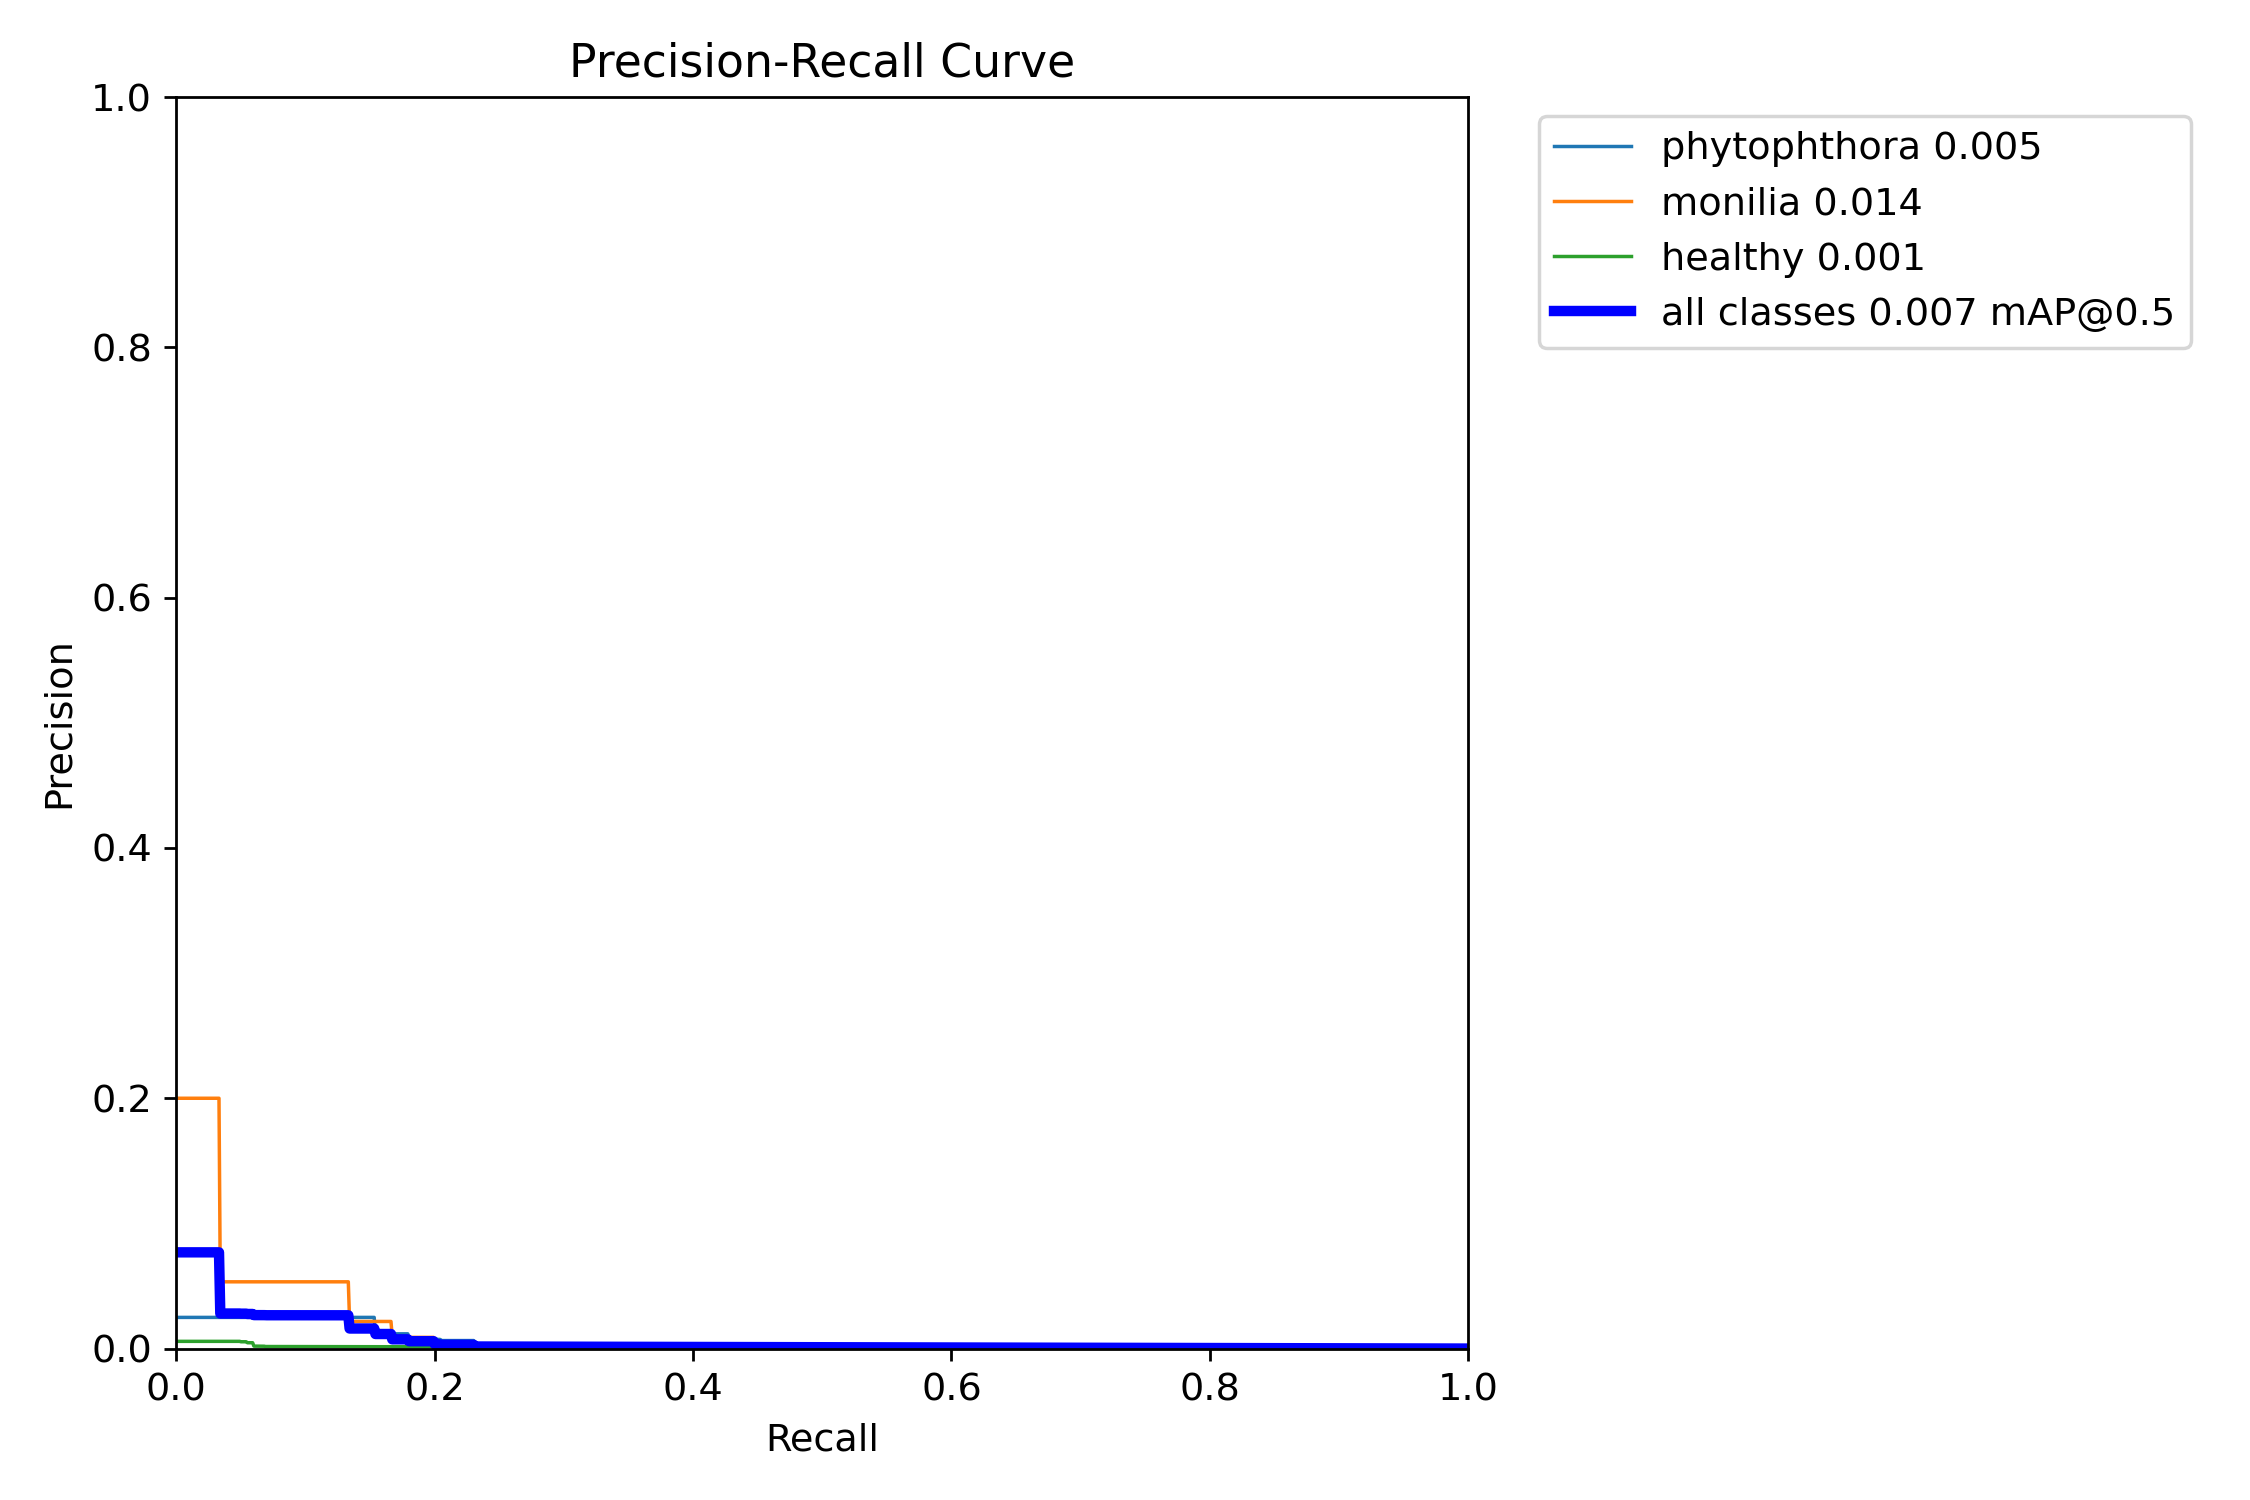 Precision-Recall Curve
1.0
0.8
0.6
0.4
0.2
0.0
Precision
0.0 0.2 0.4 0.6 0.8 1.0
Recall
phytophthora 0.005
monilia 0.014
healthy 0.001
all classes 0.007 mAP@0.5